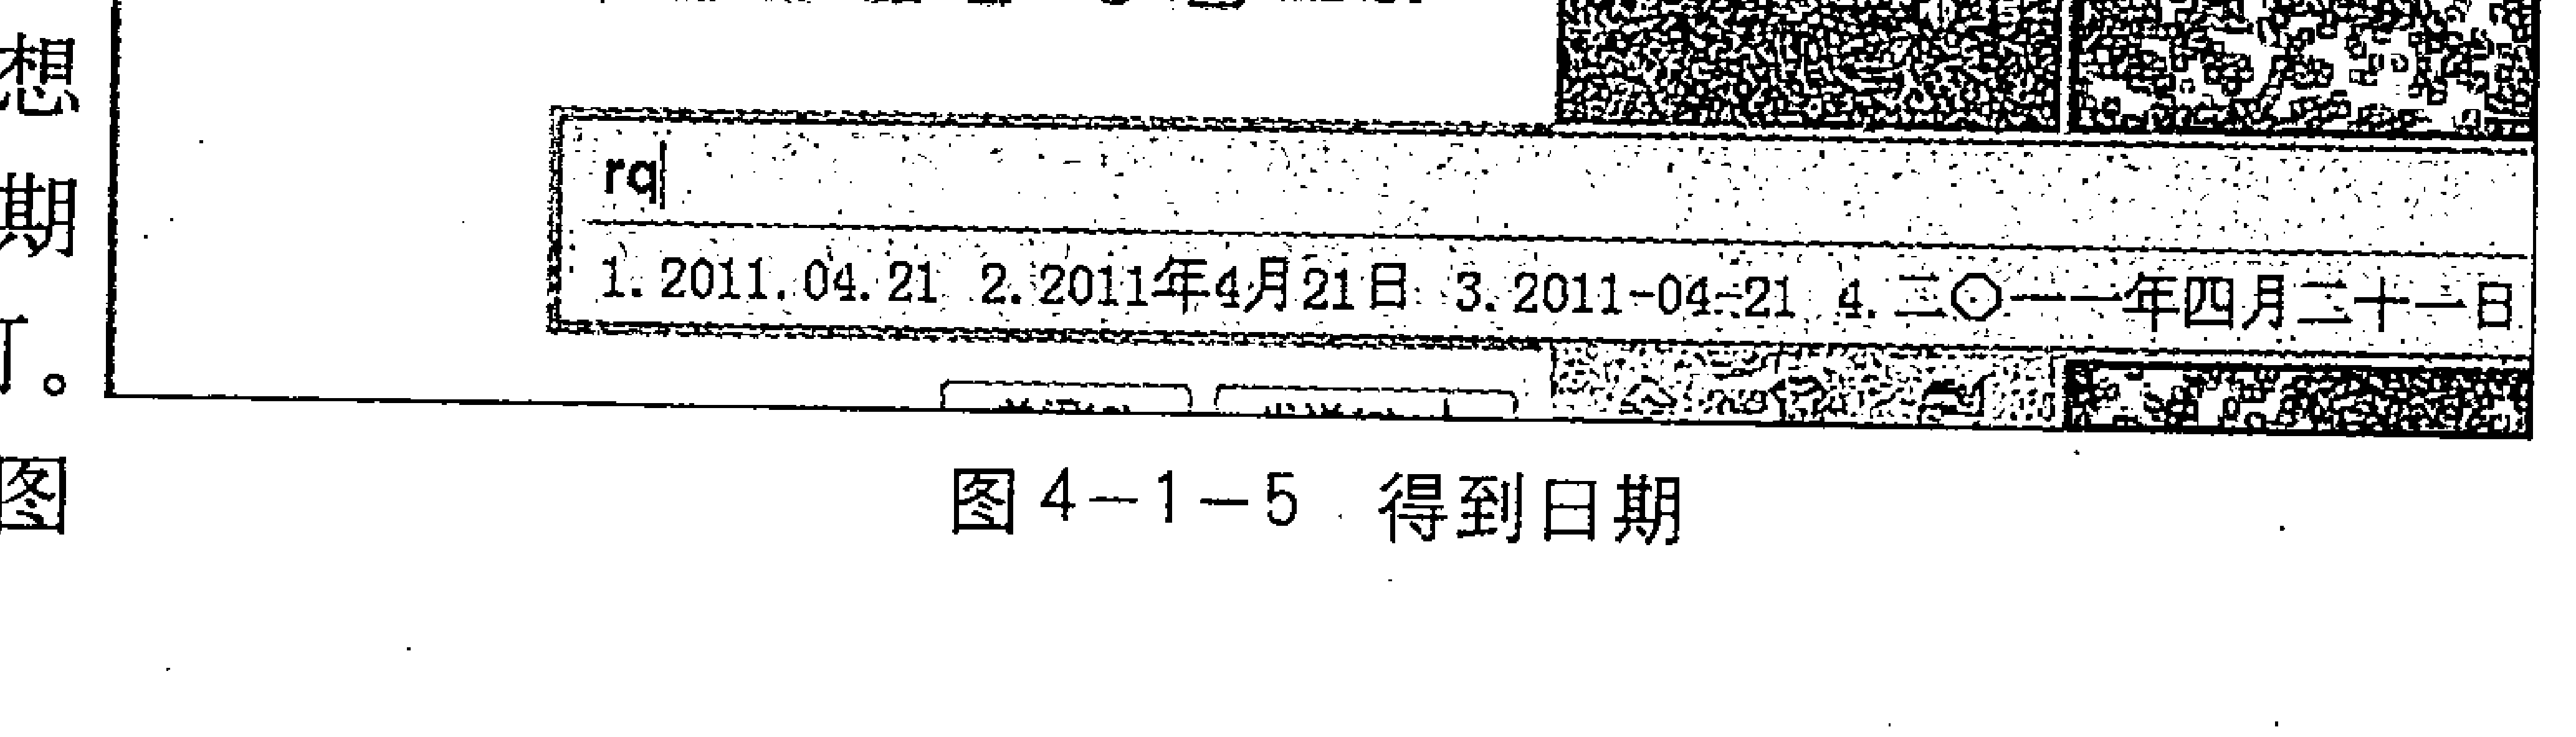 想
期
rq
1.2011.04.21 2.2011年4月21日 3.2011-04-21 4.二〇一一年四月二十一日
。
图
图4-1-5 得到日期